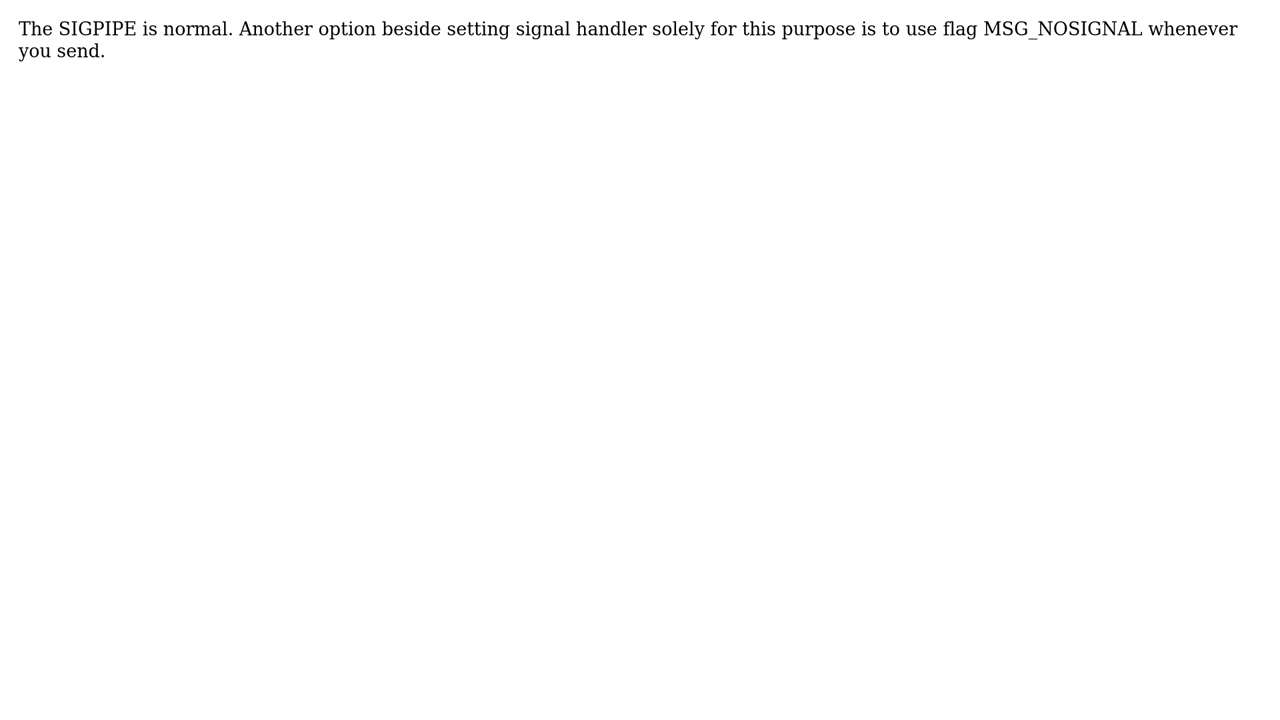 The SIGPIPE is normal. Another option beside setting signal handler solely for this purpose is to use flag MSG_NOSIGNAL whenever
you send.